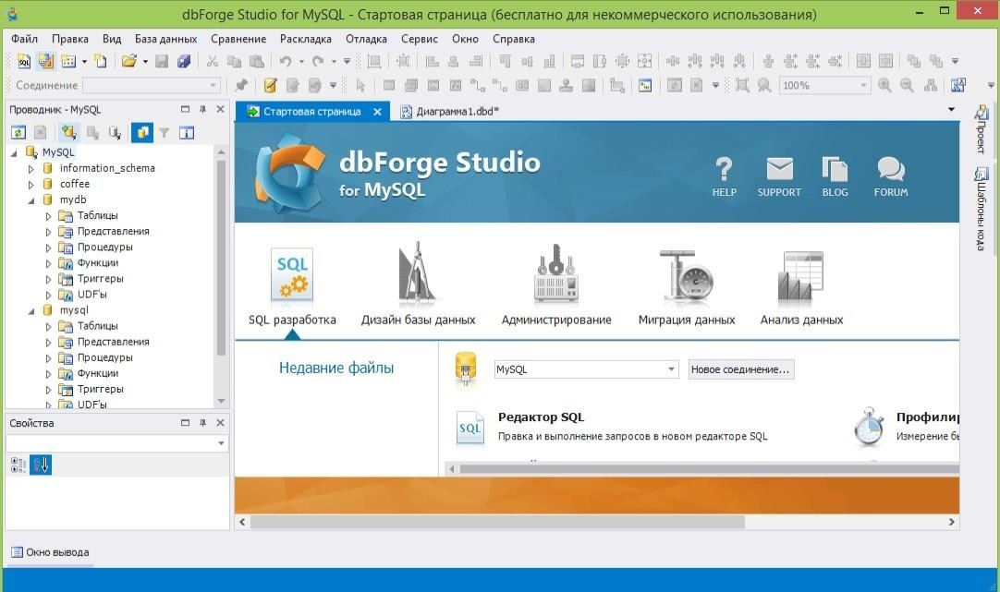 dbForge Studio for MySQL - Стартовая страница (бесплатно для некоммерческого использования)
Файл Правка Вид База данных Сравнение Раскладка Отладка Сервис Окно Справка
Соединение 100%
Проводник - MySQL
MySQL
information_schema
coffee
mydb
Таблицы
Представления
Процедуры
Функции
Триггеры
UDF'ы
mysql
Таблицы
Представления
Процедуры
Функции
Триггеры
UDF'ы
Свойства
Стартовая страница Диаграмма1.dbd*
dbForge Studio
for MySQL
HELP SUPPORT BLOG FORUM
SQL
SQL разработка Дизайн базы данных Администрирование Миграция данных Анализ данных
Недавние файлы
MySQL Новое соединение...
SQL
Редактор SQL
Правка и выполнение запросов в новом редакторе SQL
Профилир
Измерение бы
Проект
Шаблоны кода
Окно вывода